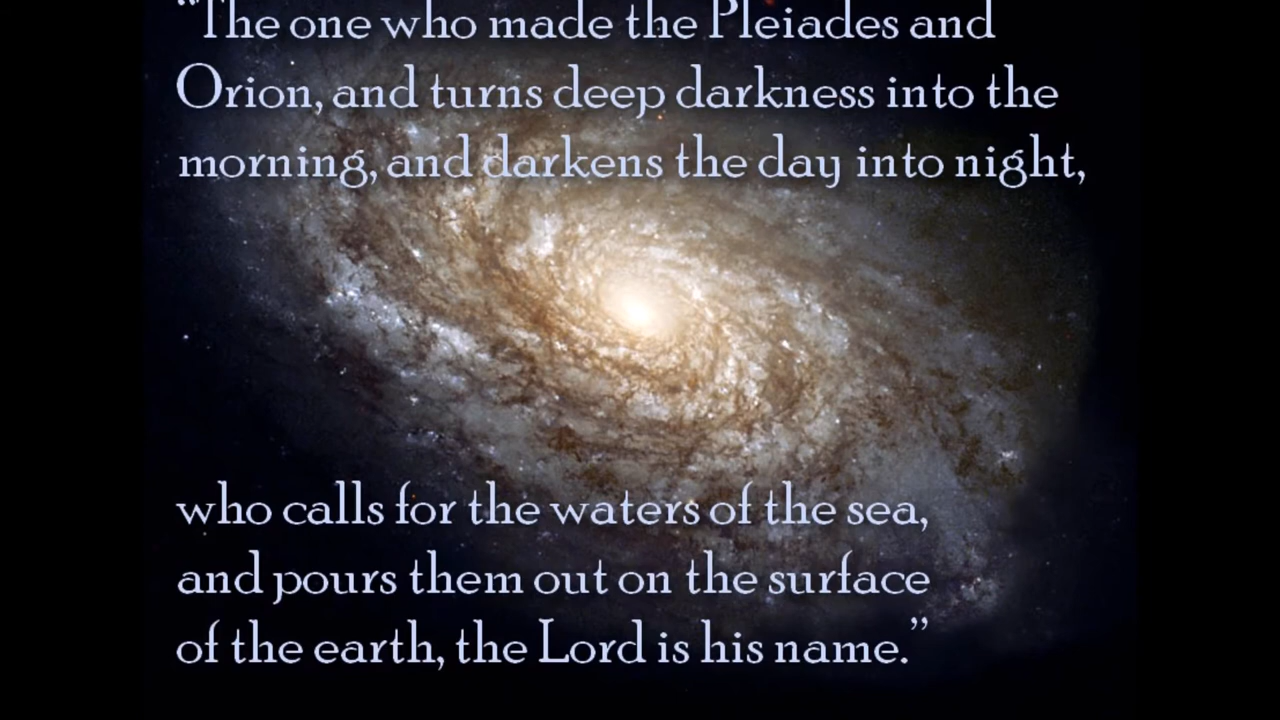 “The one who made the Pleiades and
Orion, and turns deep darkness into the
morning, and darkens the day into night,
who calls for the waters of the sea,
and pours them out on the surface
of the earth, the Lord is his name.”